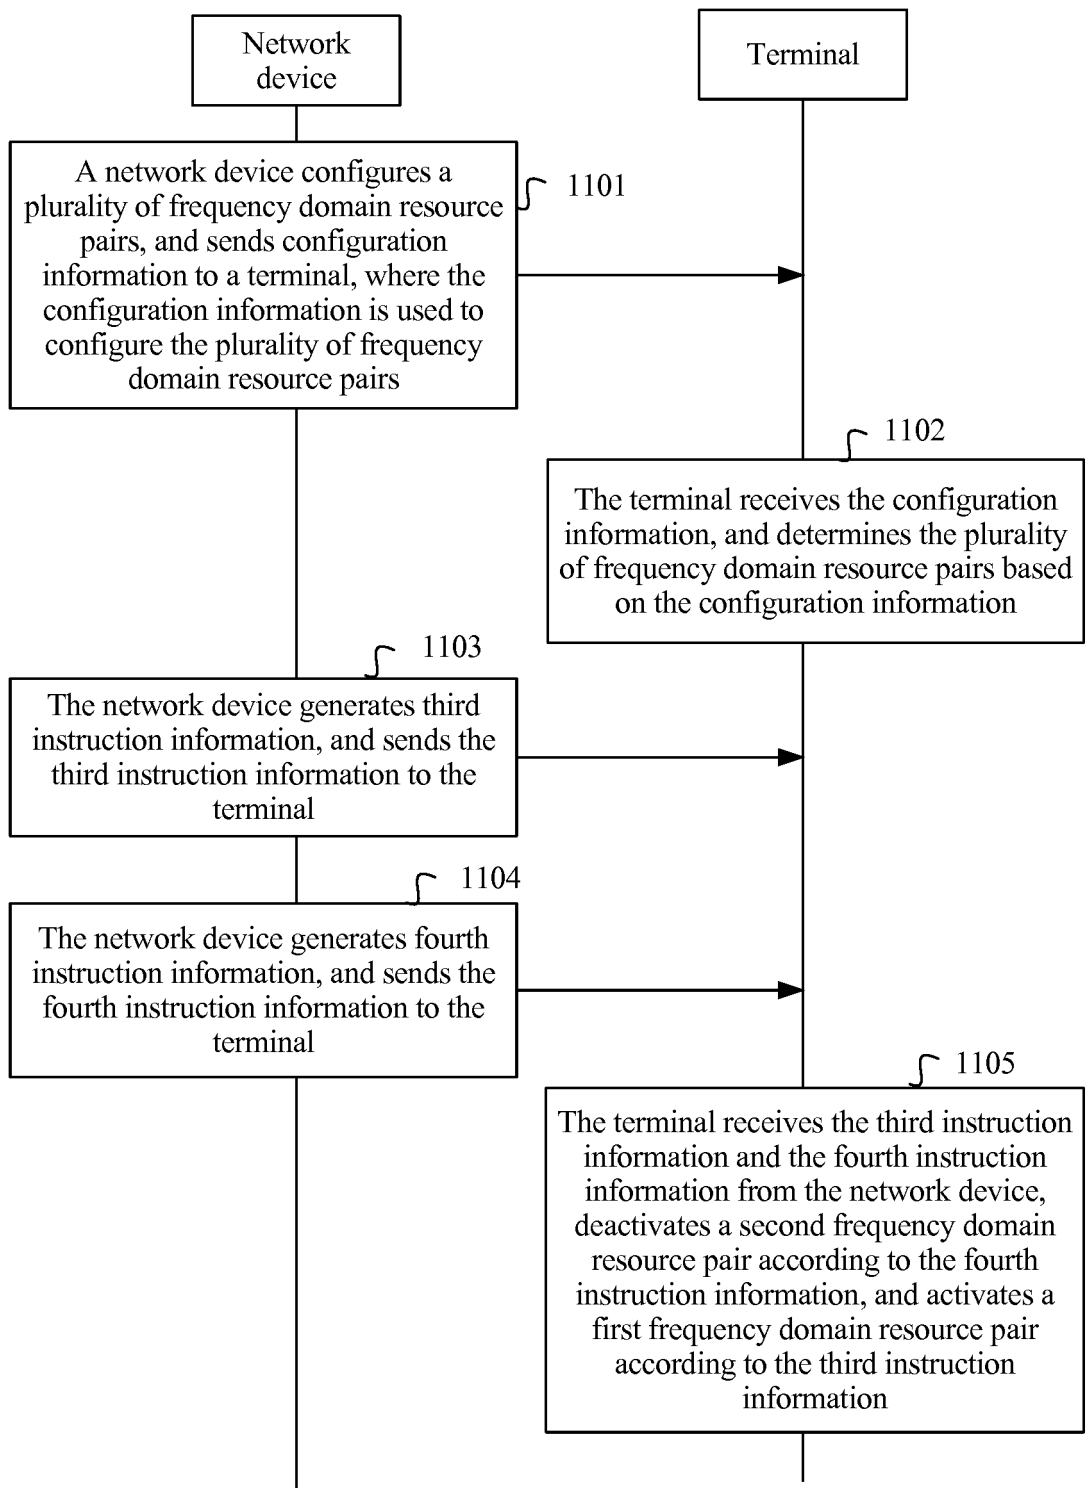 Network
device
Terminal
A network device configures a
plurality of frequency domain resource
pairs, and sends configuration
information to a terminal, where the
configuration information is used to
configure the plurality of frequency
domain resource pairs
1101
1102
The terminal receives the configuration
information, and determines the plurality
of frequency domain resource pairs based
on the configuration information
1103
The network device generates third
instruction information, and sends the
third instruction information to the
terminal
1104
The network device generates fourth
instruction information, and sends the
fourth instruction information to the
terminal
1105
The terminal receives the third instruction
information and the fourth instruction
information from the network device,
deactivates a second frequency domain
resource pair according to the fourth
instruction information, and activates a
first frequency domain resource pair
according to the third instruction
information